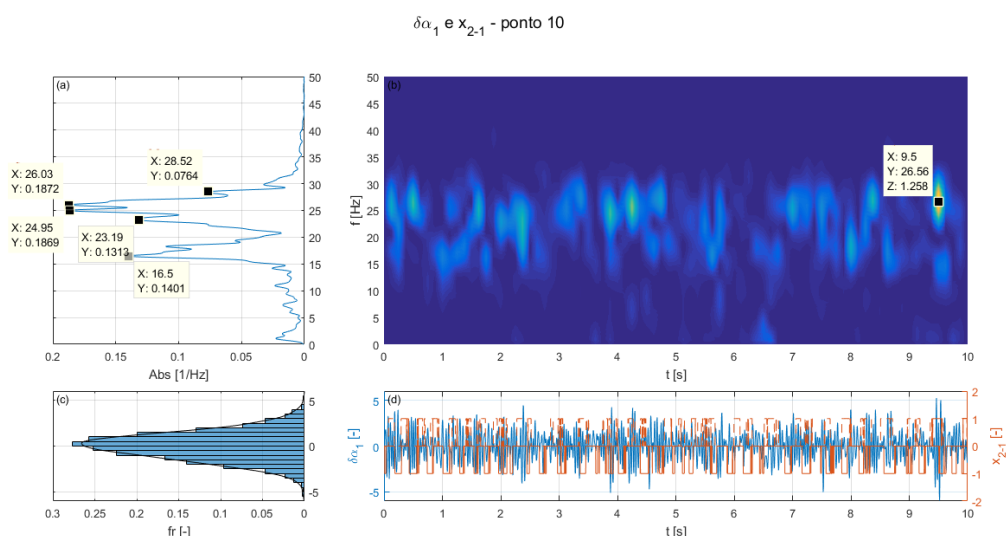 δα1 e x2-1 - ponto 10
(a)
50
45
40
35
30
25
20
15
10
5
0
0.2
0.15
0.1
0.05
0
Abs [1/Hz]
X: 26.03
Y: 0.1872
X: 28.52
Y: 0.0764
X: 24.95
Y: 0.1869
X: 23.19
Y: 0.1313
X: 16.5
Y: 0.1401
(b)
f [Hz]
50
45
40
35
30
25
20
15
10
5
0
X: 9.5
Y: 26.56
Z: 1.258
0
1
2
3
4
5
6
7
8
9
10
t [s]
(c)
5
0
-5
0.3
0.25
0.2
0.15
0.1
0.05
0
fr [-]
(d)
δα1 [-]
5
0
-5
2
1
0
-1
-2
x2-1 [-]
0
1
2
3
4
5
6
7
8
9
10
t [s]